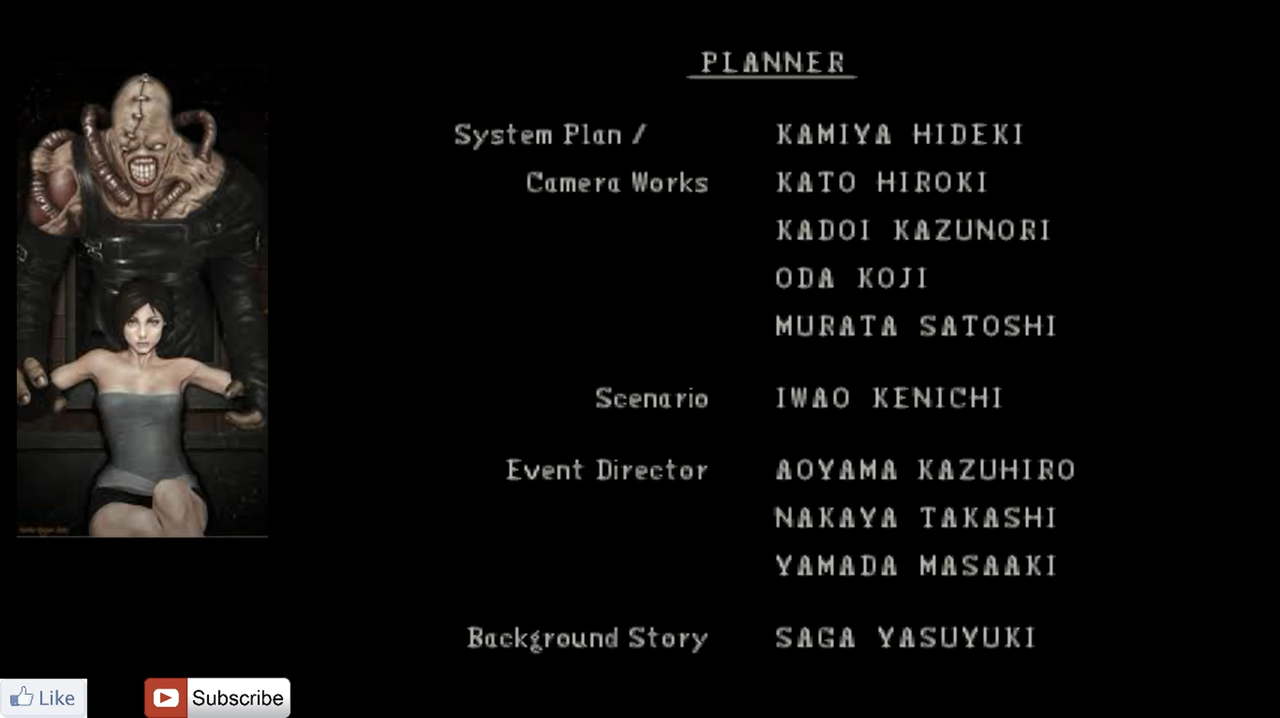 PLANNER
System Plan / KAMIYA HIDEKI
Camera Works KATO HIROKI
KADOI KAZUNORI
ODA KOJI
MURATA SATOSHI
Scenario IWAO KENICHI
Event Director AOYAMA KAZUHIRO
NAKAYA TAKASHI
YAMADA MASAAKI
Background Story SAGA YASUYUKI
Like Subscribe